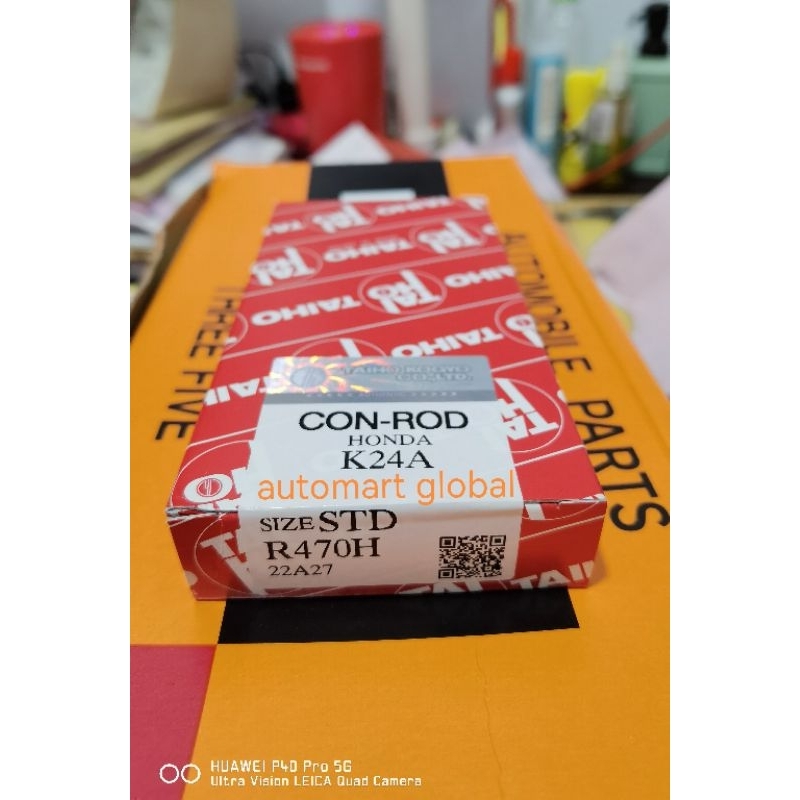 TAIHO
TAIHO
TAIHO
TAIHO KOGYO
CO.,LTD.
CON-ROD
HONDA
K24A
automart global
SIZE STD
R470H
22A27
THREE FIVE
AUTOMOBILE PARTS
HUAWEI P40 Pro 5G
Ultra Vision LEICA Quad Camera